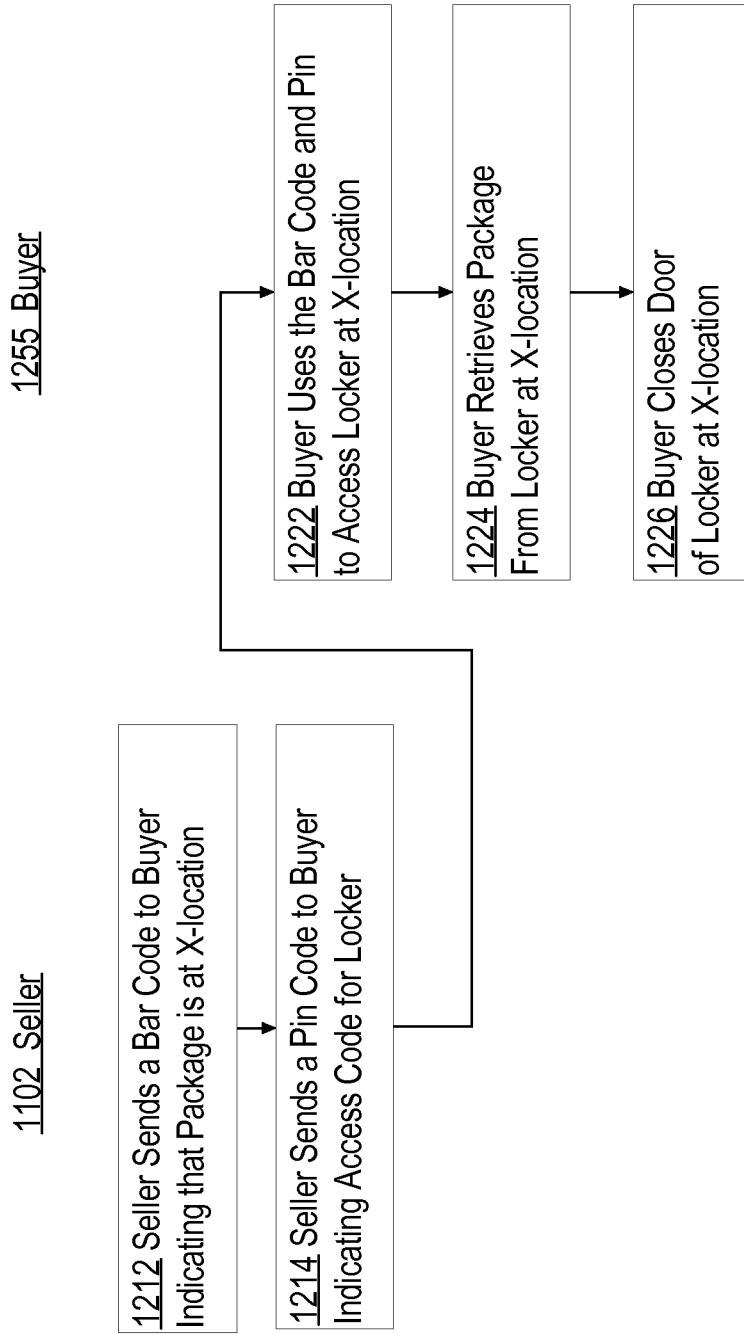 1102 Seller
1212 Seller Sends a Bar Code to Buyer
Indicating that Package is at X-location
1214 Seller Sends a Pin Code to Buyer
Indicating Access Code for Locker
1255 Buyer
1222 Buyer Uses the Bar Code and Pin
to Access Locker at X-location
1224 Buyer Retrieves Package
From Locker at X-location
1226 Buyer Closes Door
of Locker at X-location